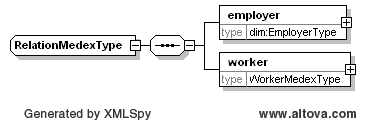 employer
type dim:EmployerType
RelationMedexType
worker
type WorkerMedexType
Generated by XMLSpy www.altova.com